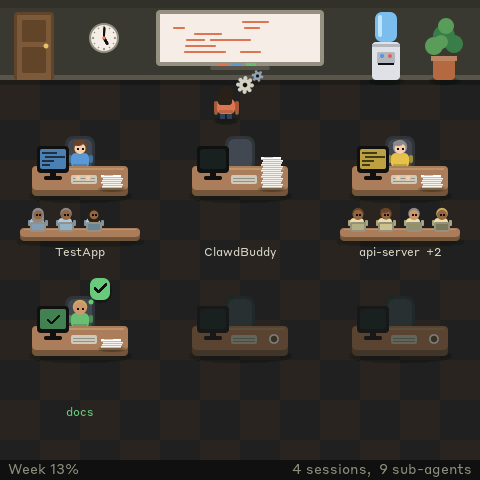 TestApp
ClawdBuddy
api-server +2
docs
Week 13%
4 sessions, 9 sub-agents